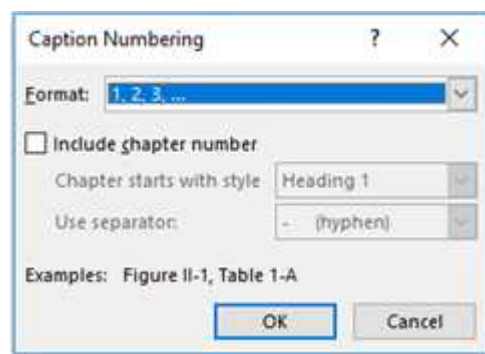 Caption Numbering ? ×
Format: 1, 2, 3, ...
Include chapter number
Chapter starts with style Heading 1
Use separator: - (hyphen)
Examples: Figure II-1, Table 1-A
OK Cancel